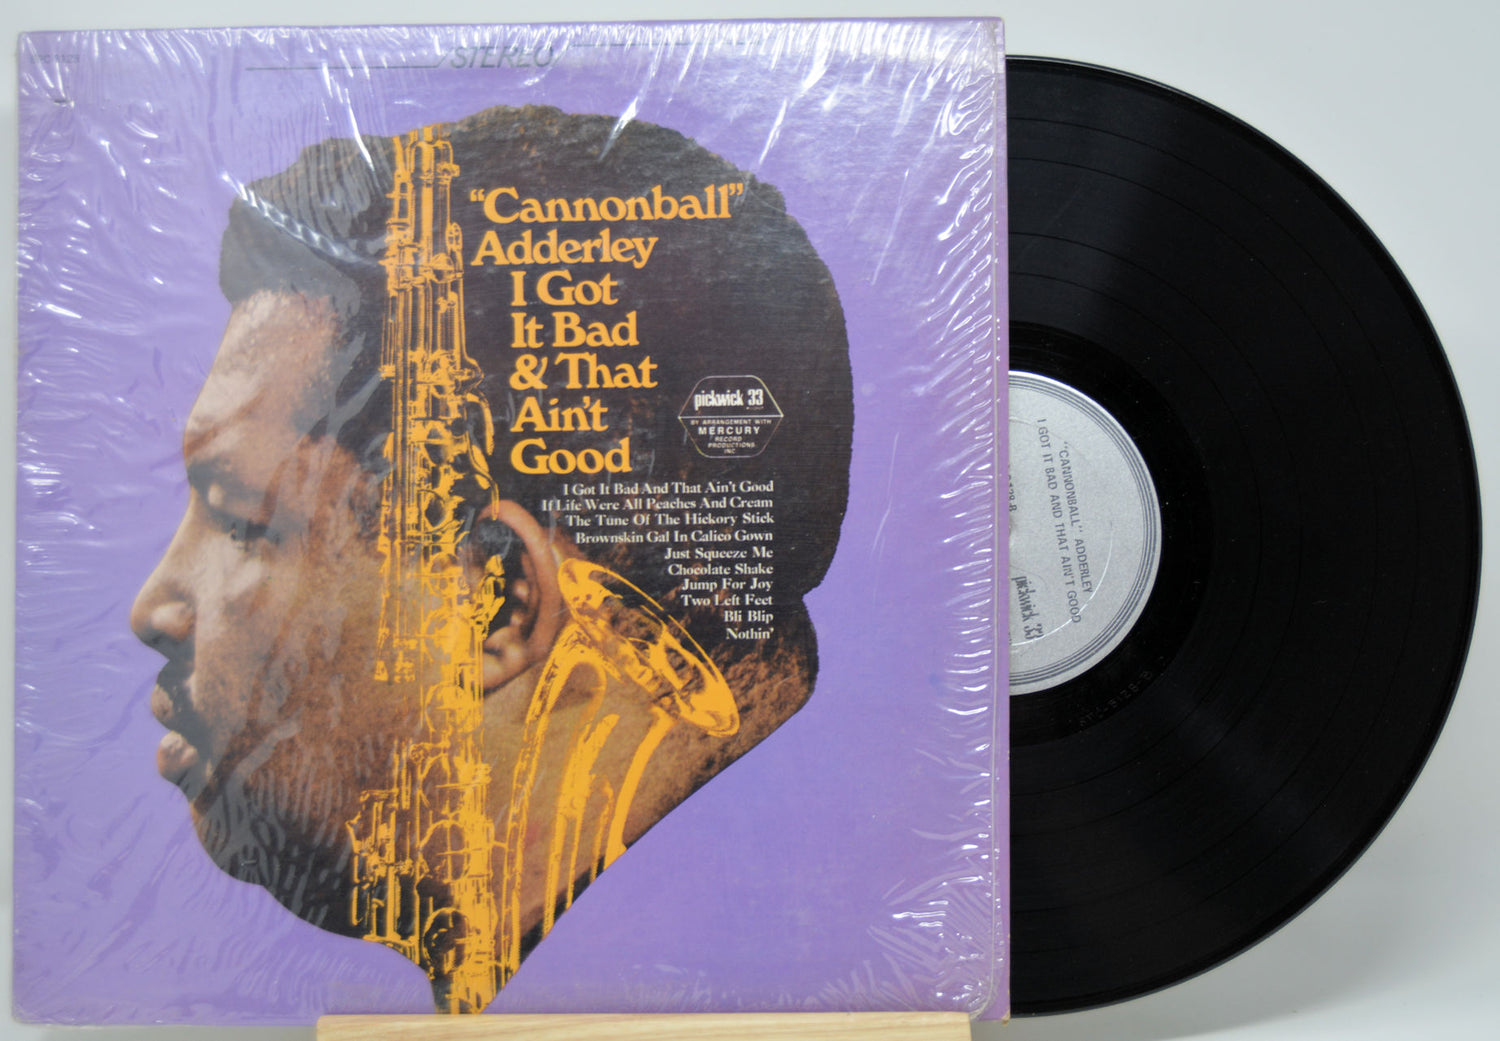 SPC 3128
STEREO
"Cannonball"
Adderley
I Got
It Bad
& That
Ain't
Good
pickwick 33
BY ARRANGEMENT WITH
MERCURY
RECORD
PRODUCTIONS
INC
I Got It Bad And That Ain't Good
If Life Were All Peaches And Cream
The Tune Of The Hickory Stick
Brownskin Gal In Calico Gown
Just Squeeze Me
Chocolate Shake
Jump For Joy
Two Left Feet
Bli Blip
Nothin'
"CANNONBALL" ADDERLEY
I GOT IT BAD AND THAT AIN'T GOOD
pickwick 33